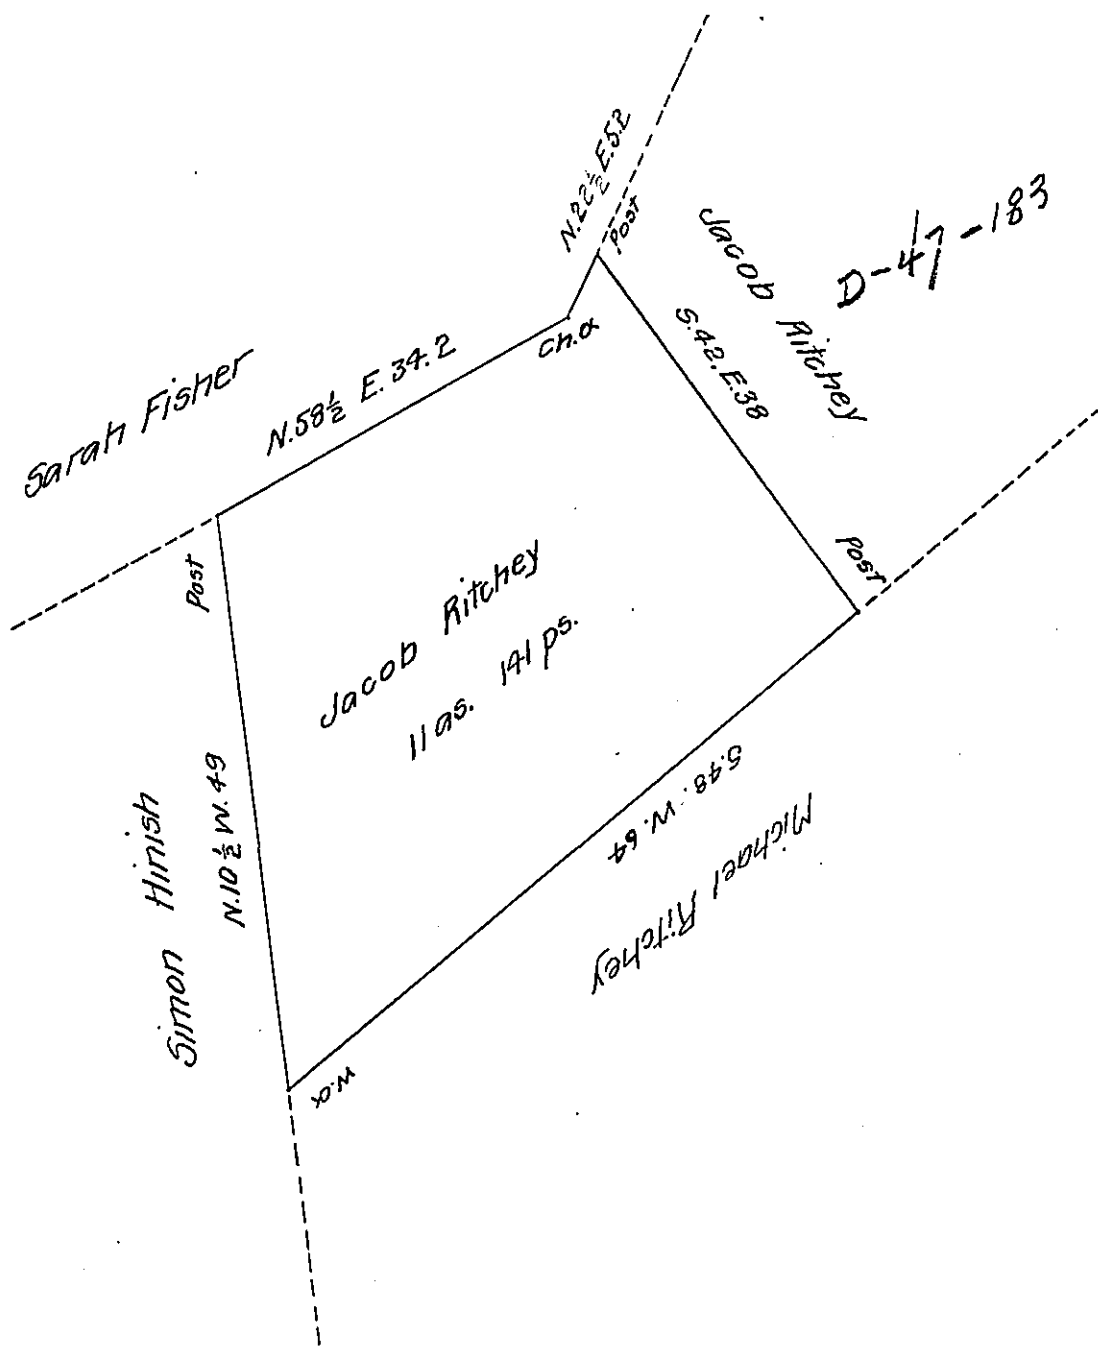 N.22½ E.5.2
Post
Jacob Ritchey
D-47-183
S.42.E.38
Ch.o
N.58½ E. 34.2
Sarah Fisher
Post
Post
Jacob Ritchey
11 as. 141 ps.
S.48. W. 64
Michael Ritchey
N.10½ W. 49
Simon Hinish
W.o